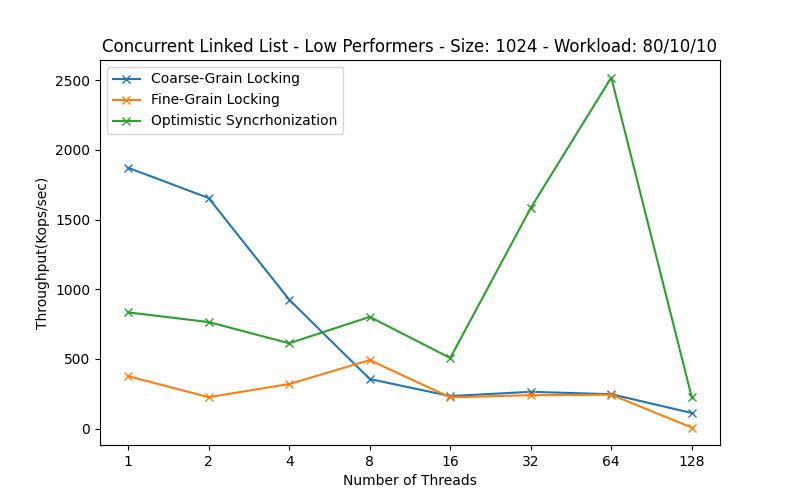 Concurrent Linked List - Low Performers - Size: 1024 - Workload: 80/10/10
Coarse-Grain Locking
Fine-Grain Locking
Optimistic Syncrhonization
Throughput(Kops/sec)
2500
2000
1500
1000
500
0
1 2 4 8 16 32 64 128
Number of Threads